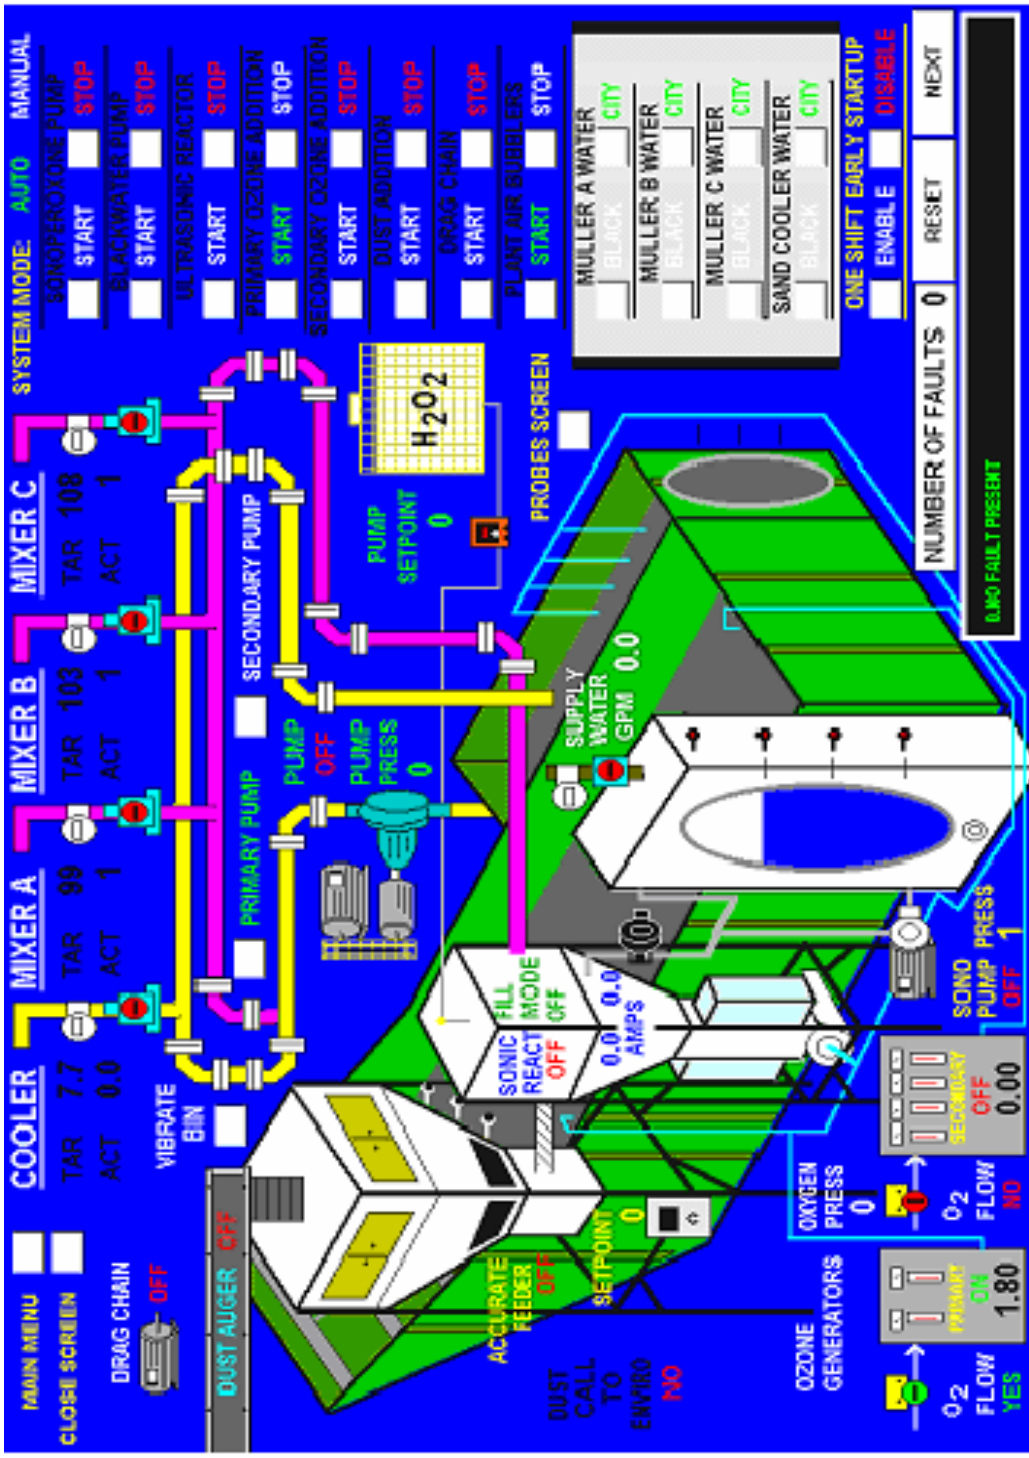 MAIN MENU
CLOSE SCREEN
COOLER
TAR 7.7
ACT 0.0
MIXER A
TAR 99
ACT 1
MIXER B
TAR 103
ACT 1
MIXER C
TAR 108
ACT 1
SYSTEM MODE: AUTO MANUAL
SONOPEROXONE PUMP
START STOP
BLACKWATER PUMP
START STOP
ULTRASONIC REACTOR
START STOP
PRIMARY OZONE ADDITION
START STOP
SECONDARY OZONE ADDITION
START STOP
DUST ADDITION
START STOP
DRAG CHAIN
START STOP
PLANT AIR BUBBLERS
START STOP
MULLER A WATER
BLACK CITY
MULLER B WATER
BLACK CITY
MULLER C WATER
BLACK CITY
SAND COOLER WATER
BLACK CITY
ONE SHIFT EARLY STARTUP
ENABLE DISABLE
NUMBER OF FAULTS 0
RESET
NEXT
0.NO FAULT PRESENT
DRAG CHAIN
OFF
VIBRATE
BIN
DUST AUGER OFF
PRIMARY PUMP
SECONDARY PUMP
PUMP
OFF
PUMP
PRESS
0
PUMP
SETPOINT
0
H2O2
PROBES SCREEN
SUPPLY
WATER
GPM 0.0
FILL
MODE
OFF
SONIC
REACT
OFF
0.0 0.0
AMPS
ACCURATE
FEEDER
OFF
SETPOINT
0
DUST
CALL
TO
ENVIRO
NO
OZONE
GENERATORS
OXYGEN
PRESS
0
SONO
PUMP PRESS
OFF 1
O2
FLOW
YES
PRIMARY
ON
1.80
O2
FLOW
NO
SECONDARY
OFF
0.00